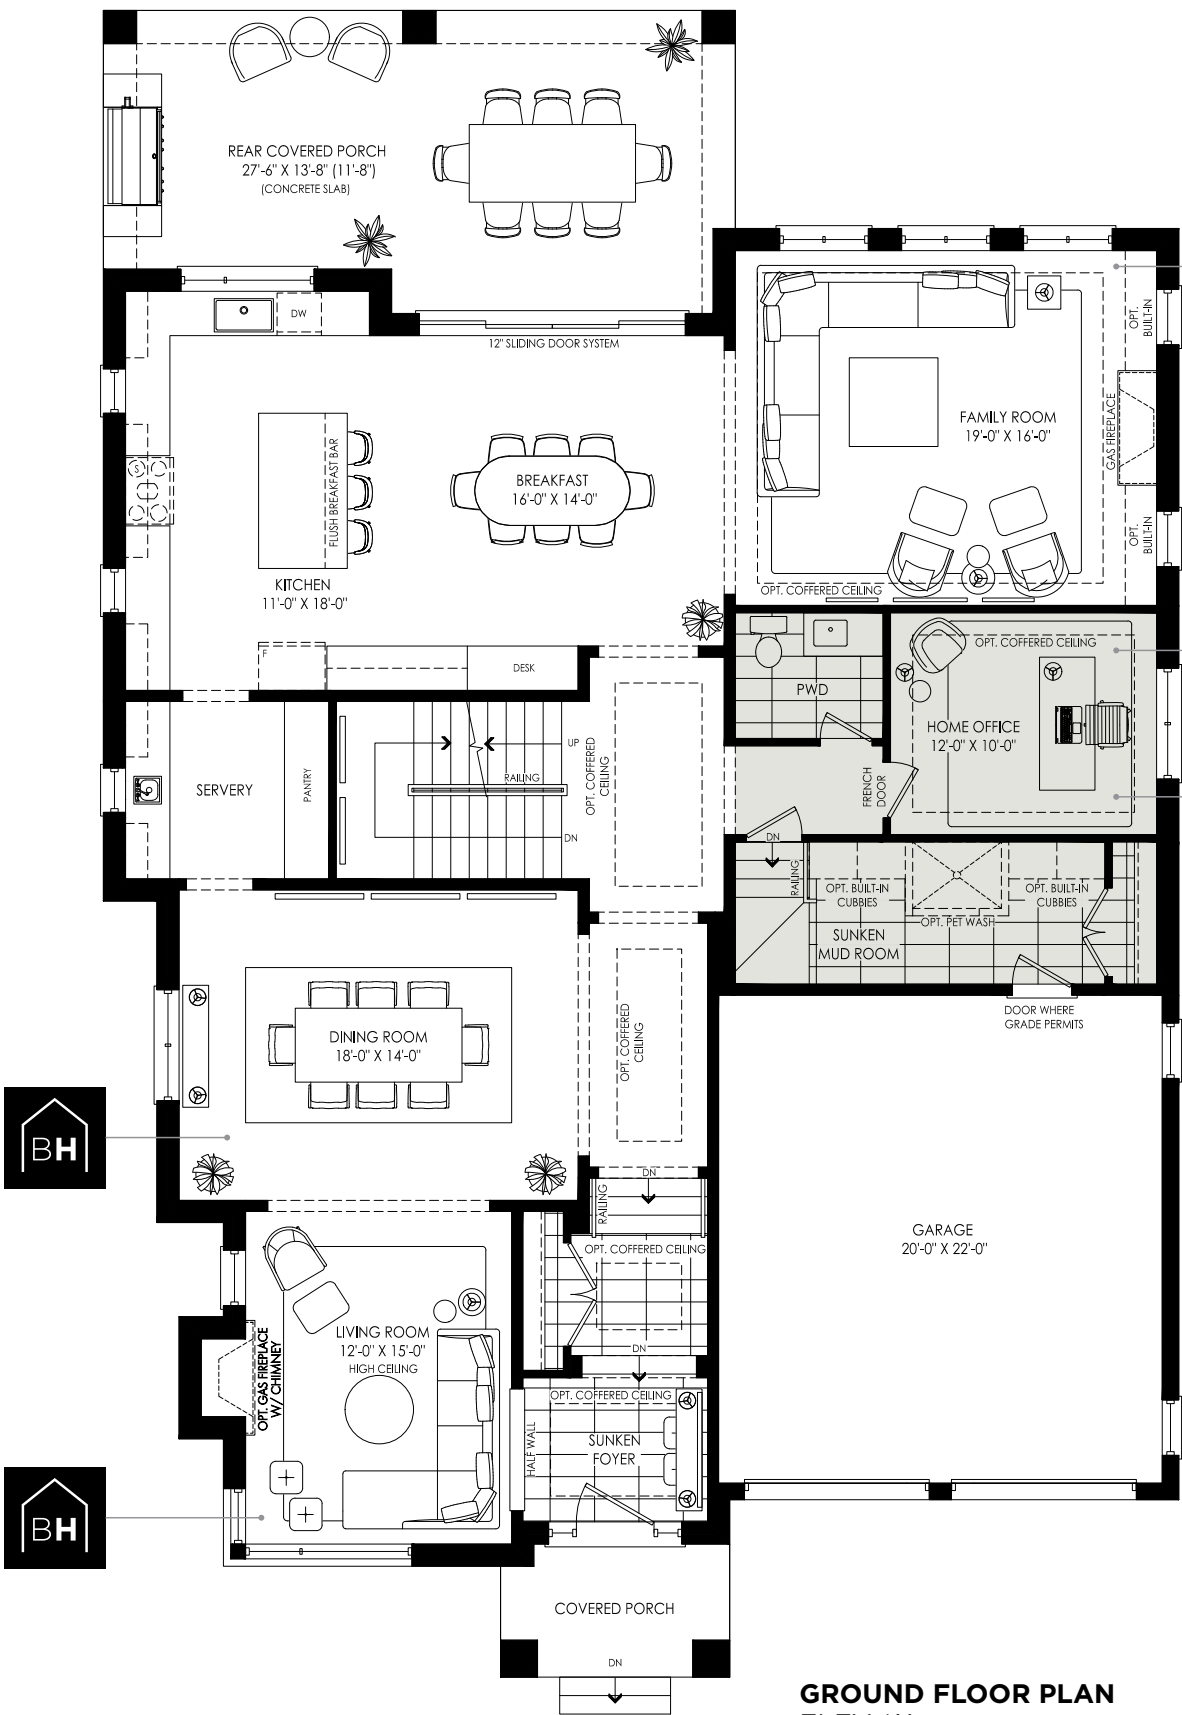 REAR COVERED PORCH
27'-6" X 13'-8" (11'-8")
(CONCRETE SLAB)
DW
12" SLIDING DOOR SYSTEM
OPT.
BUILT-IN
FAMILY ROOM
19'-0" X 16'-0"
GAS FIREPLACE
OPT.
BUILT-IN
OPT. COFFERED CEILING
S
FLUSH BREAKFAST BAR
BREAKFAST
16'-0" X 14'-0"
KITCHEN
11'-0" X 18'-0"
F
DESK
PWD
OPT. COFFERED CEILING
HOME OFFICE
12'-0" X 10'-0"
FRENCH
DOOR
SERVERY
PANTRY
UP
RAILING
DN
OPT. COFFERED
CEILING
DN
RAILING
OPT. BUILT-IN
CUBBIES
OPT. PET WASH
OPT. BUILT-IN
CUBBIES
SUNKEN
MUD ROOM
DOOR WHERE
GRADE PERMITS
DINING ROOM
18'-0" X 14'-0"
OPT. COFFERED
CEILING
BH
DN
RAILING
OPT. COFFERED CEILING
GARAGE
20'-0" X 22'-0"
LIVING ROOM
12'-0" X 15'-0"
HIGH CEILING
OPT. GAS FIREPLACE
W/ CHIMNEY
DN
OPT. COFFERED CEILING
HALF WALL
SUNKEN
FOYER
BH
COVERED PORCH
DN
GROUND FLOOR PLAN